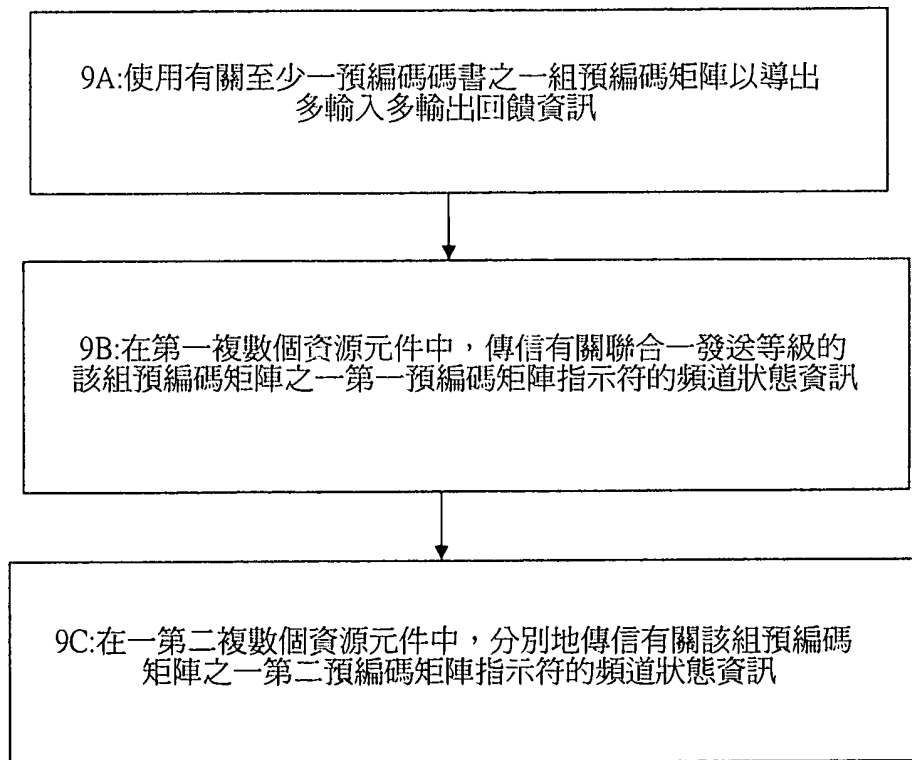 9A:使用有關至少一預編碼碼書之一組預編碼矩陣以導出
多輸入多輸出回饋資訊
9B:在第一複數個資源元件中，傳信有關聯合一發送等級的
該組預編碼矩陣之一第一預編碼矩陣指示符的頻道狀態資訊
9C:在一第二複數個資源元件中，分別地傳信有關該組預編碼
矩陣之一第二預編碼矩陣指示符的頻道狀態資訊